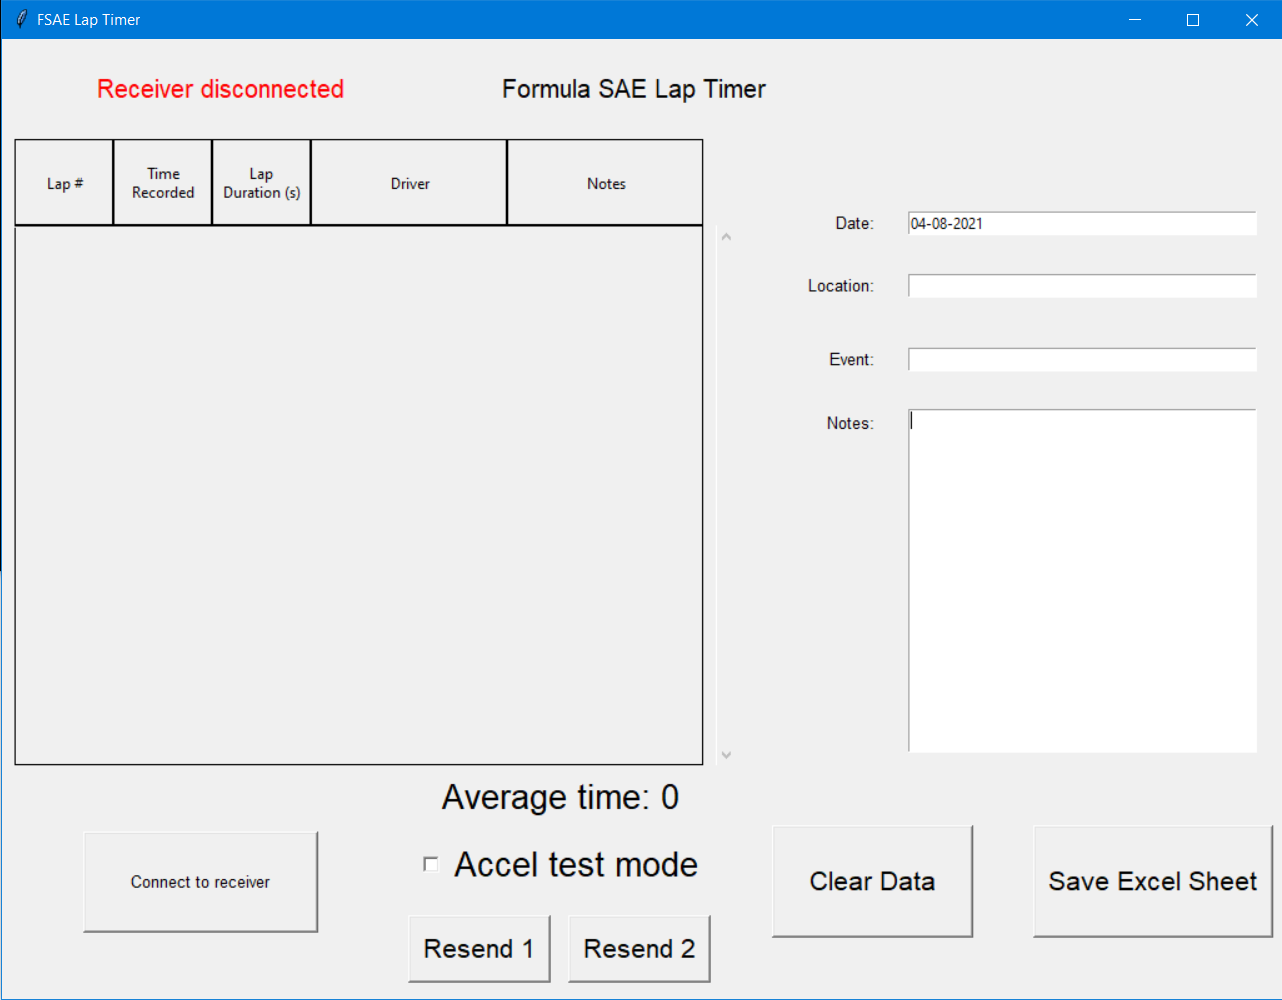 FSAE Lap Timer
Receiver disconnected
Formula SAE Lap Timer
Lap #
Time
Recorded
Lap
Duration (s)
Driver
Notes
Date:
04-08-2021
Location:
Event:
Notes:
Average time: 0
Connect to receiver
Accel test mode
Clear Data
Save Excel Sheet
Resend 1
Resend 2